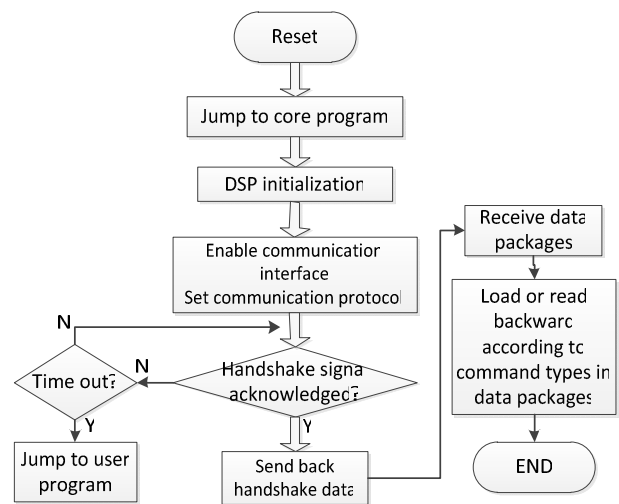 Reset
Jump to core program
DSP initialization
Enable communication
interface
Set communication protocol
N
Time out?
N
Handshake signa
acknowledged?
Y
Y
Jump to user
program
Send back
handshake data
Receive data
packages
Load or read
backward
according to
command types in
data packages
END